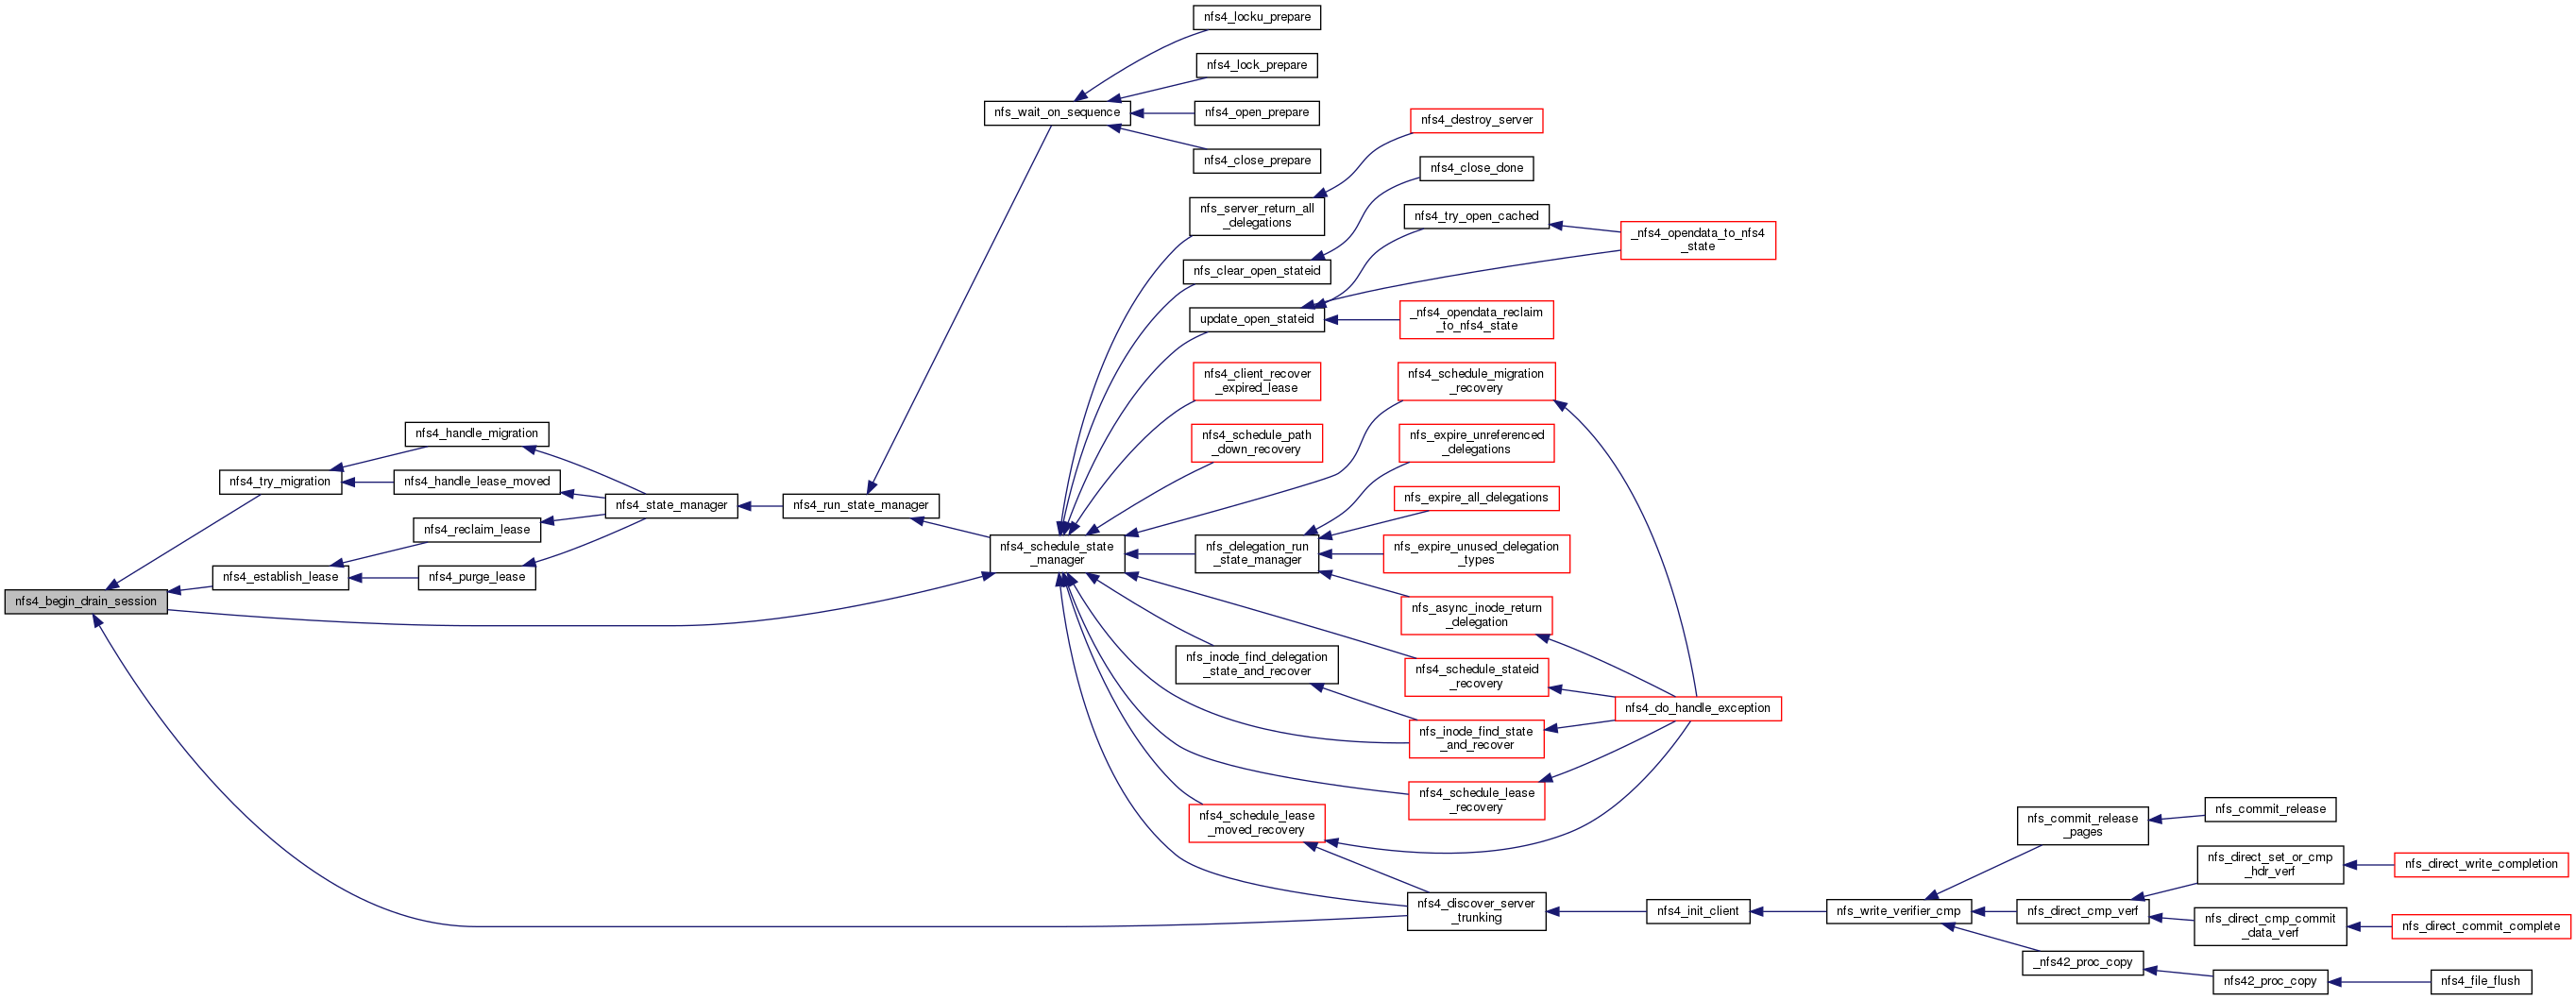 nfs4_locku_prepare
nfs4_lock_prepare
nfs_wait_on_sequence
nfs4_open_prepare
nfs4_close_prepare
nfs4_destroy_server
nfs4_close_done
nfs_server_return_all
_delegations
nfs4_try_open_cached
_nfs4_opendata_to_nfs4
_state
nfs_clear_open_stateid
update_open_stateid
_nfs4_opendata_reclaim
_to_nfs4_state
nfs4_client_recover
_expired_lease
nfs4_schedule_migration
_recovery
nfs4_schedule_path
_down_recovery
nfs_expire_unreferenced
_delegations
nfs4_handle_migration
nfs4_try_migration
nfs4_handle_lease_moved
nfs4_state_manager
nfs4_run_state_manager
nfs_expire_all_delegations
nfs4_reclaim_lease
nfs4_schedule_state
_manager
nfs_delegation_run
_state_manager
nfs_expire_unused_delegation
_types
nfs4_establish_lease
nfs4_purge_lease
nfs4_begin_drain_session
nfs_async_inode_return
_delegation
nfs_inode_find_delegation
_state_and_recover
nfs4_schedule_stateid
_recovery
nfs4_do_handle_exception
nfs_inode_find_state
_and_recover
nfs4_schedule_lease
_recovery
nfs4_schedule_lease
_moved_recovery
nfs_commit_release
_pages
nfs_commit_release
nfs_direct_set_or_cmp
_hdr_verf
nfs_direct_write_completion
nfs4_discover_server
_trunking
nfs4_init_client
nfs_write_verifier_cmp
nfs_direct_cmp_verf
nfs_direct_cmp_commit
_data_verf
nfs_direct_commit_complete
_nfs42_proc_copy
nfs42_proc_copy
nfs4_file_flush